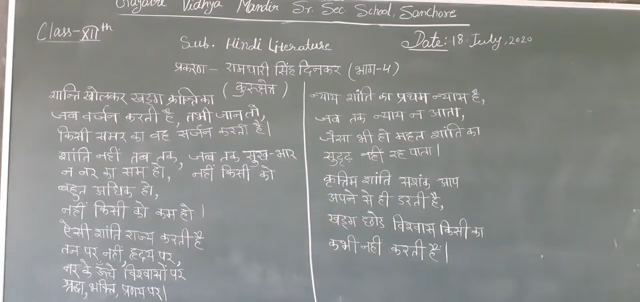 Vidhya Mandir Sr. Sec School, Sanchore
Class-XIIth
Sub. Hindi Literature
Date: 18 July, 2020
प्रकरण - रामधारी सिंह दिनकर (भाग-4)
(कुरुक्षेत्र)
शान्ति खोलकर खड्ग क्रान्ति का
जब वर्जन करती है, तभी जान लो,
किसी समर का वह सर्जन करती है।
शांति नहीं तब तक, जब तक सुख-भाग
न नर का सम हो, नहीं किसी को
बहुत अधिक हो,
नहीं किसी को कम हो।
ऐसी शांति राज्य करती है
तन पर नहीं, हृदय पर,
नर के ऊँचे विश्वासों पर
श्रद्धा, भक्ति, प्रणय पर।
न्याय शांति का प्रथम न्यास है,
जब तक न्याय न आता,
जैसा भी हो महल शांति का
सुदृढ नहीं रह पाता।
कृत्रिम शांति सशंक आप
अपने से ही डरती है,
खड्ग छोड़ विश्वास किसी का
कभी नहीं करती है।